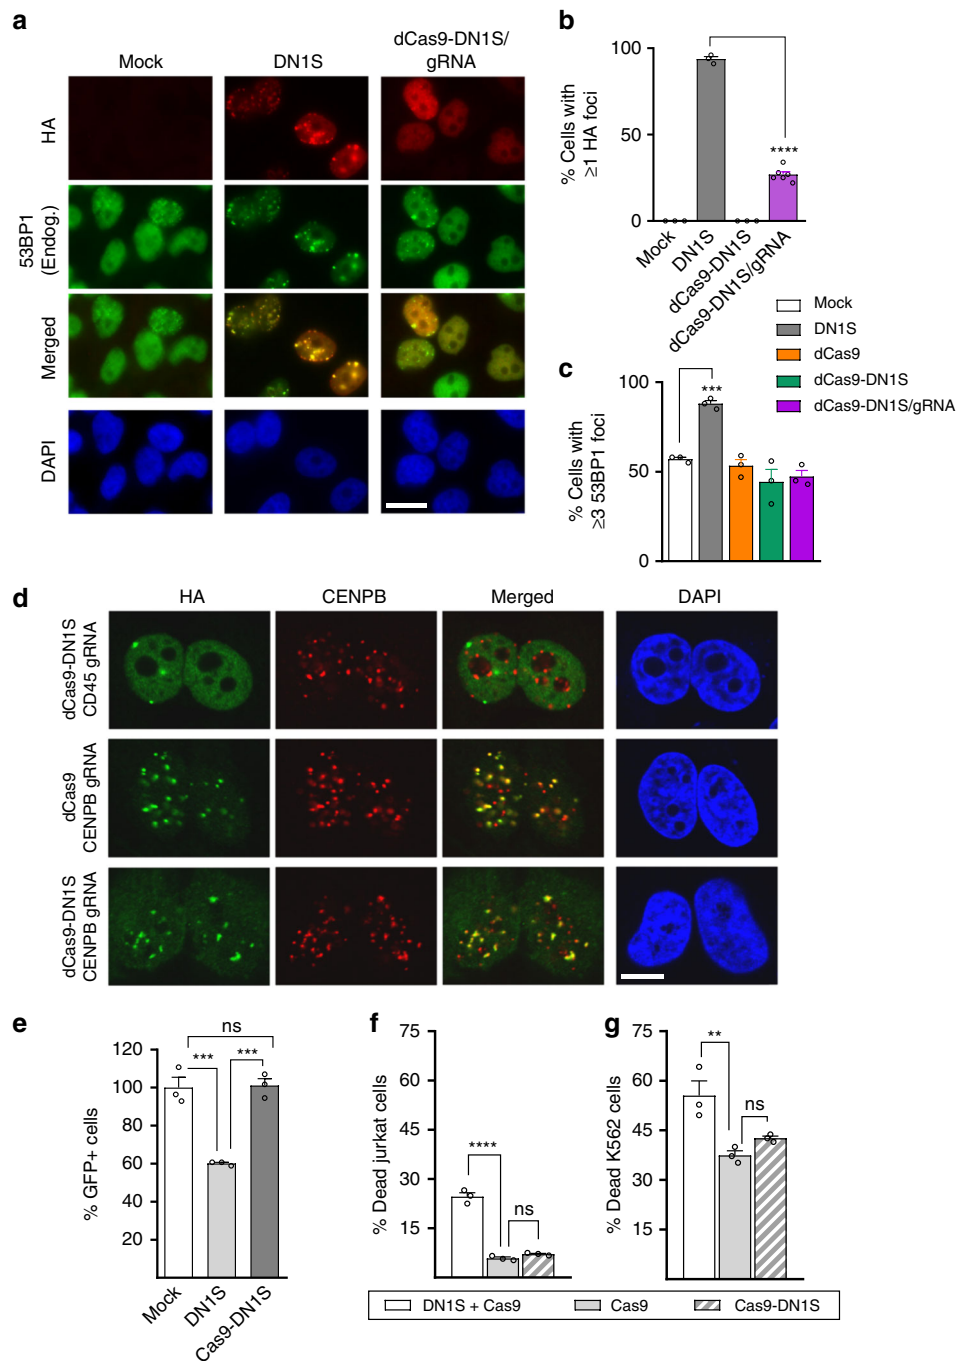 a
Mock
DN1S
dCas9-DN1S/
gRNA
HA
53BP1
(Endog.)
Merged
DAPI
b
% Cells with
≥1 HA foci
100
50
0
****
Mock
DN1S
dCas9-DN1S
dCas9-DN1S/gRNA
Mock
DN1S
dCas9
dCas9-DN1S
dCas9-DN1S/gRNA
c
% Cells with
≥3 53BP1 foci
100
50
0
***
d
HA
CENPB
Merged
DAPI
dCas9-DN1S
CD45 gRNA
dCas9
CENPB gRNA
dCas9-DN1S
CENPB gRNA
e
% GFP+ cells
120
100
80
60
40
20
ns
***
***
Mock
DN1S
Cas9-DN1S
f
% Dead jurkat cells
75
60
45
30
15
****
ns
g
% Dead K562 cells
75
60
45
30
15
**
ns
DN1S + Cas9
Cas9
Cas9-DN1S